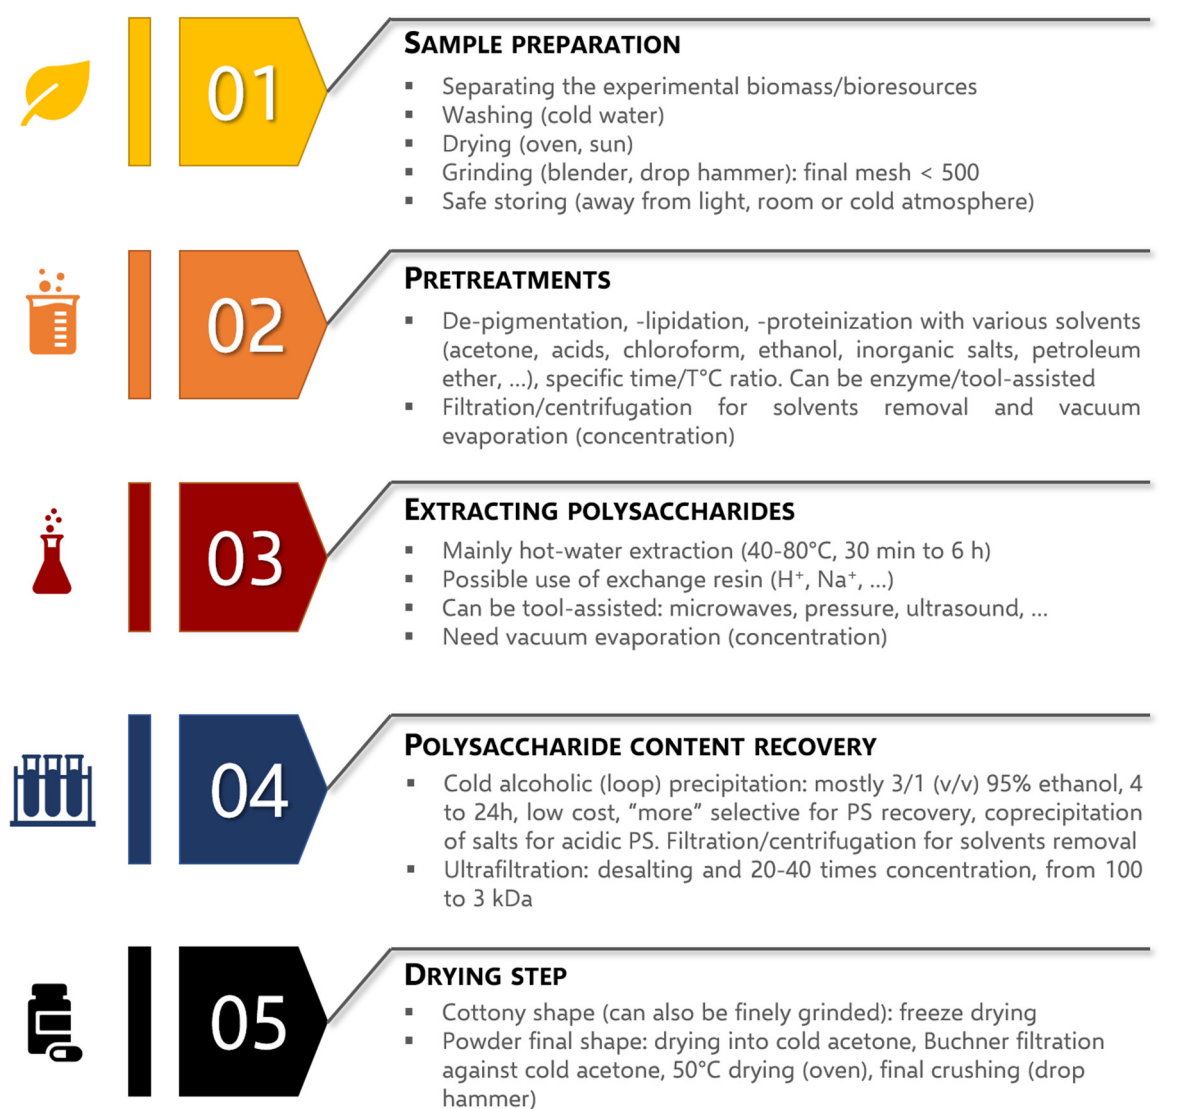 01
SAMPLE PREPARATION
▪ Separating the experimental biomass/bioresources
▪ Washing (cold water)
▪ Drying (oven, sun)
▪ Grinding (blender, drop hammer): final mesh < 500
▪ Safe storing (away from light, room or cold atmosphere)
02
PRETREATMENTS
▪ De-pigmentation, -lipidation, -proteinization with various solvents
(acetone, acids, chloroform, ethanol, inorganic salts, petroleum
ether, ...), specific time/T°C ratio. Can be enzyme/tool-assisted
▪ Filtration/centrifugation for solvents removal and vacuum
evaporation (concentration)
03
EXTRACTING POLYSACCHARIDES
▪ Mainly hot-water extraction (40-80°C, 30 min to 6 h)
▪ Possible use of exchange resin (H⁺, Na⁺, ...)
▪ Can be tool-assisted: microwaves, pressure, ultrasound, ...
▪ Need vacuum evaporation (concentration)
04
POLYSACCHARIDE CONTENT RECOVERY
▪ Cold alcoholic (loop) precipitation: mostly 3/1 (v/v) 95% ethanol, 4
to 24h, low cost, "more" selective for PS recovery, coprecipitation
of salts for acidic PS. Filtration/centrifugation for solvents removal
▪ Ultrafiltration: desalting and 20-40 times concentration, from 100
to 3 kDa
05
DRYING STEP
▪ Cottony shape (can also be finely grinded): freeze drying
▪ Powder final shape: drying into cold acetone, Buchner filtration
against cold acetone, 50°C drying (oven), final crushing (drop
hammer)